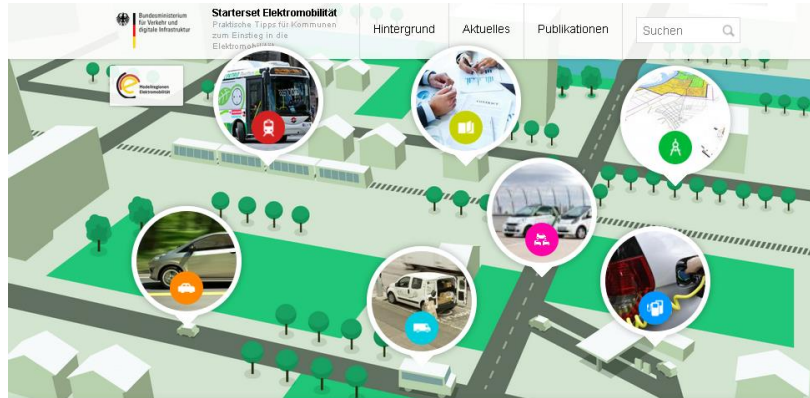 Bundesministerium
für Verkehr und
digitale Infrastruktur
Starterset Elektromobilität
Praktische Tipps für Kommunen
zum Einstieg in die
Elektromobilität
Hintergrund
Aktuelles
Publikationen
Suchen
Modellregionen
Elektromobilität